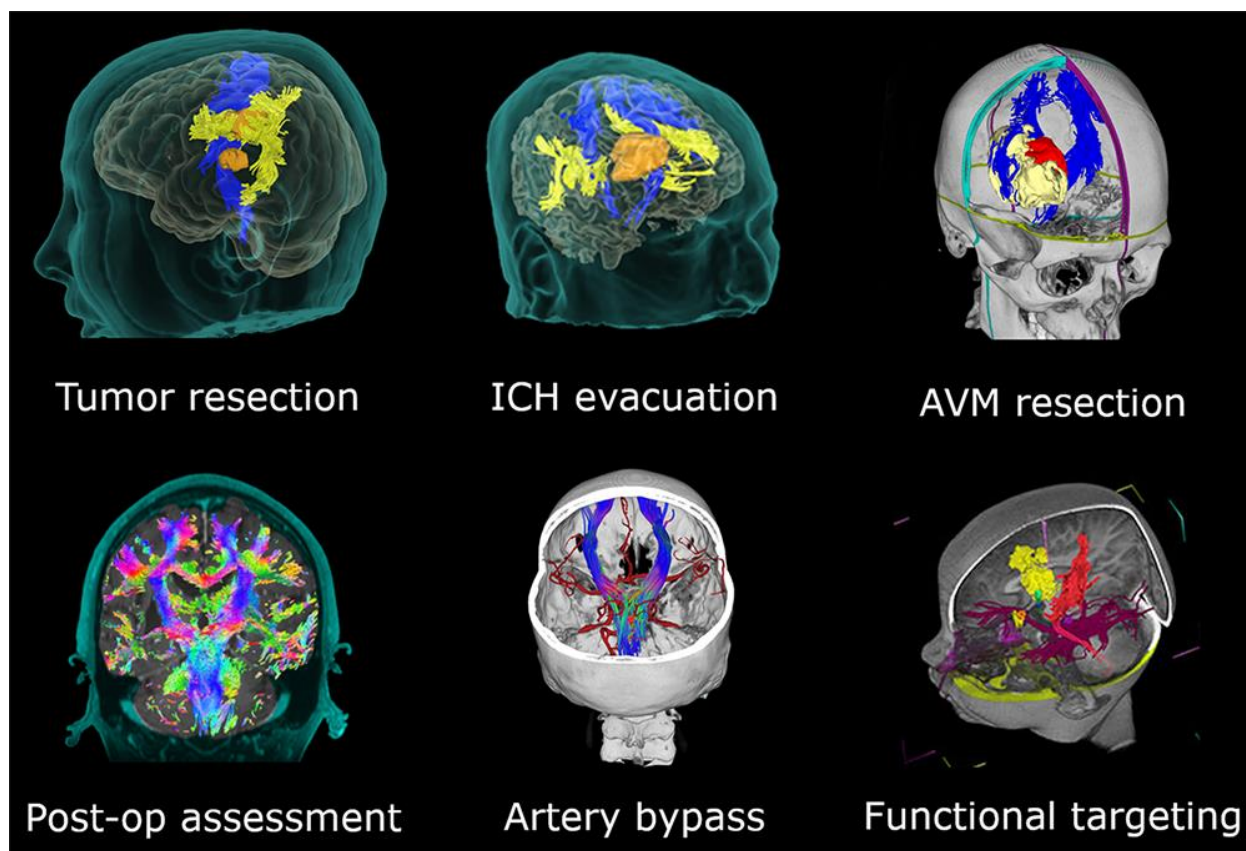 Tumor resection
ICH evacuation
AVM resection
Post-op assessment
Artery bypass
Functional targeting